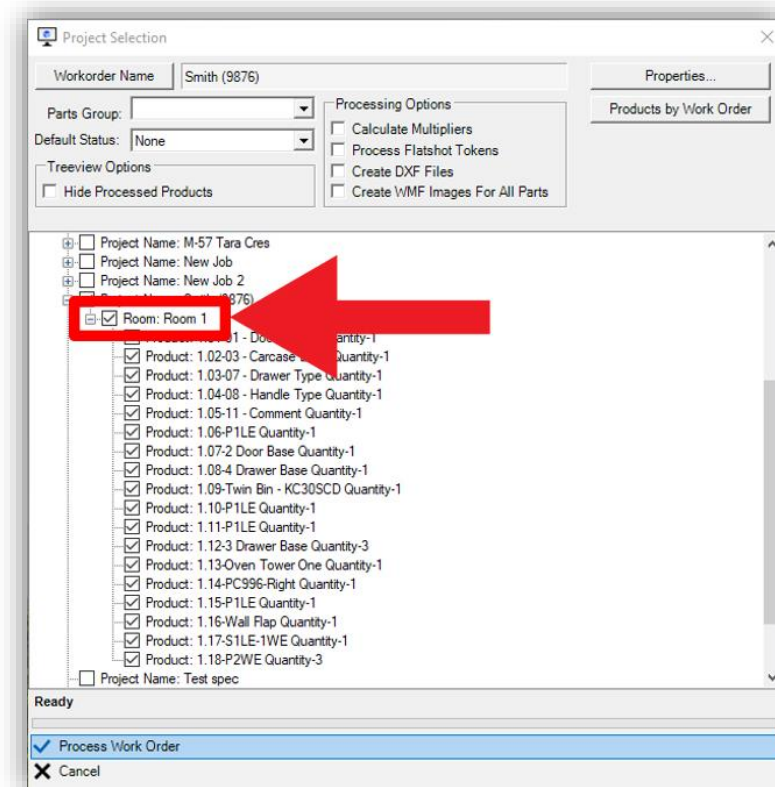 Project Selection
Workorder Name Smith (9876) Properties...
Parts Group: Processing Options Products by Work Order
Calculate Multipliers
Default Status: None Process Flatshot Tokens
Treeview Options Create DXF Files
Hide Processed Products Create WMF Images For All Parts
Project Name: M-57 Tara Cres
Project Name: New Job
Project Name: New Job 2
876)
Room: Room 1
Quantity-1
Product: 1.02-03 - Carcase Quantity-1
Product: 1.03-07 - Drawer Type Quantity-1
Product: 1.04-08 - Handle Type Quantity-1
Product: 1.05-11 - Comment Quantity-1
Product: 1.06-P1LE Quantity-1
Product: 1.07-2 Door Base Quantity-1
Product: 1.08-4 Drawer Base Quantity-1
Product: 1.09-Twin Bin - KC30SCD Quantity-1
Product: 1.10-P1LE Quantity-1
Product: 1.11-P1LE Quantity-1
Product: 1.12-3 Drawer Base Quantity-3
Product: 1.13-Oven Tower One Quantity-1
Product: 1.14-PC996-Right Quantity-1
Product: 1.15-P1LE Quantity-1
Product: 1.16-Wall Flap Quantity-1
Product: 1.17-S1LE-1WE Quantity-1
Product: 1.18-P2WE Quantity-3
Project Name: Test spec
Ready
Process Work Order
Cancel